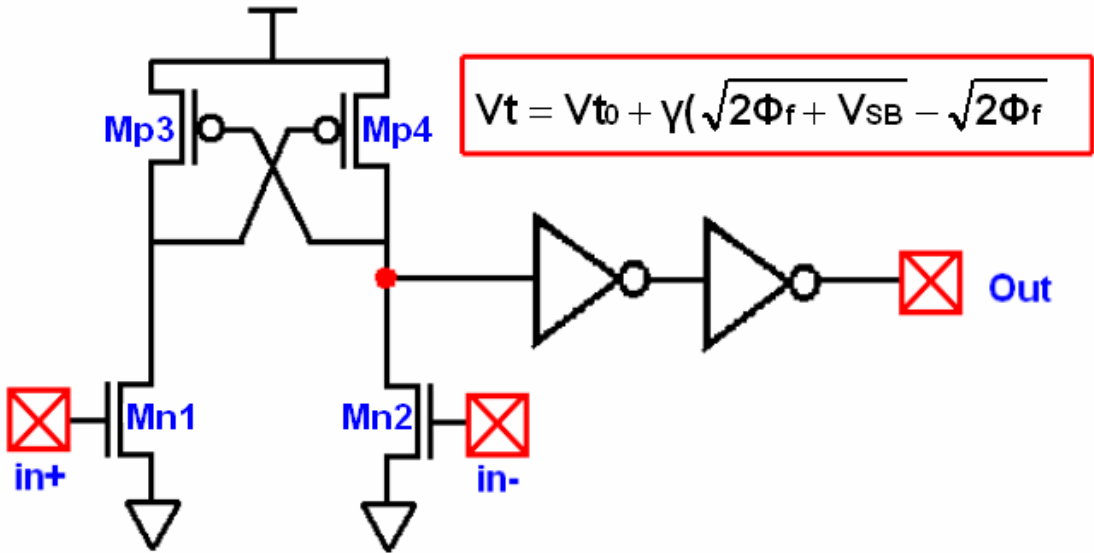 Vt = Vt0 + γ(√2Φf + VSB − √2Φf
Mp3
Mp4
Out
Mn1
Mn2
in+
in-